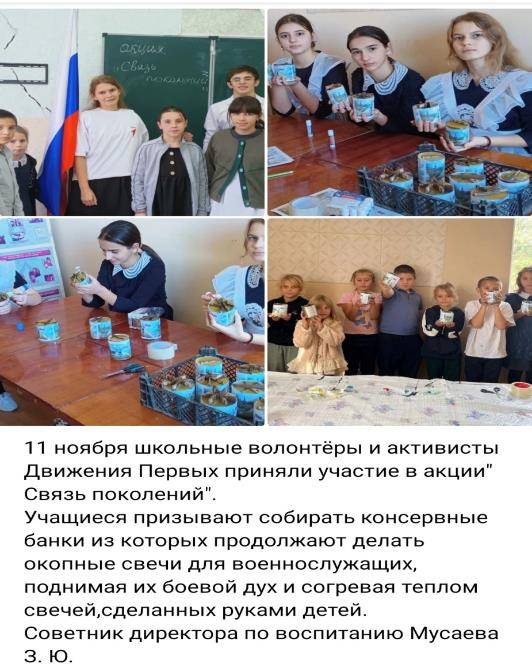 Акция
"Связь
поколений"
11 ноября школьные волонтёры и активисты
Движения Первых приняли участие в акции"
Связь поколений".
Учащиеся призывают собирать консервные
банки из которых продолжают делать
окопные свечи для военнослужащих,
поднимая их боевой дух и согревая теплом
свечей,сделанных руками детей.
Советник директора по воспитанию Мусаева
З. Ю.